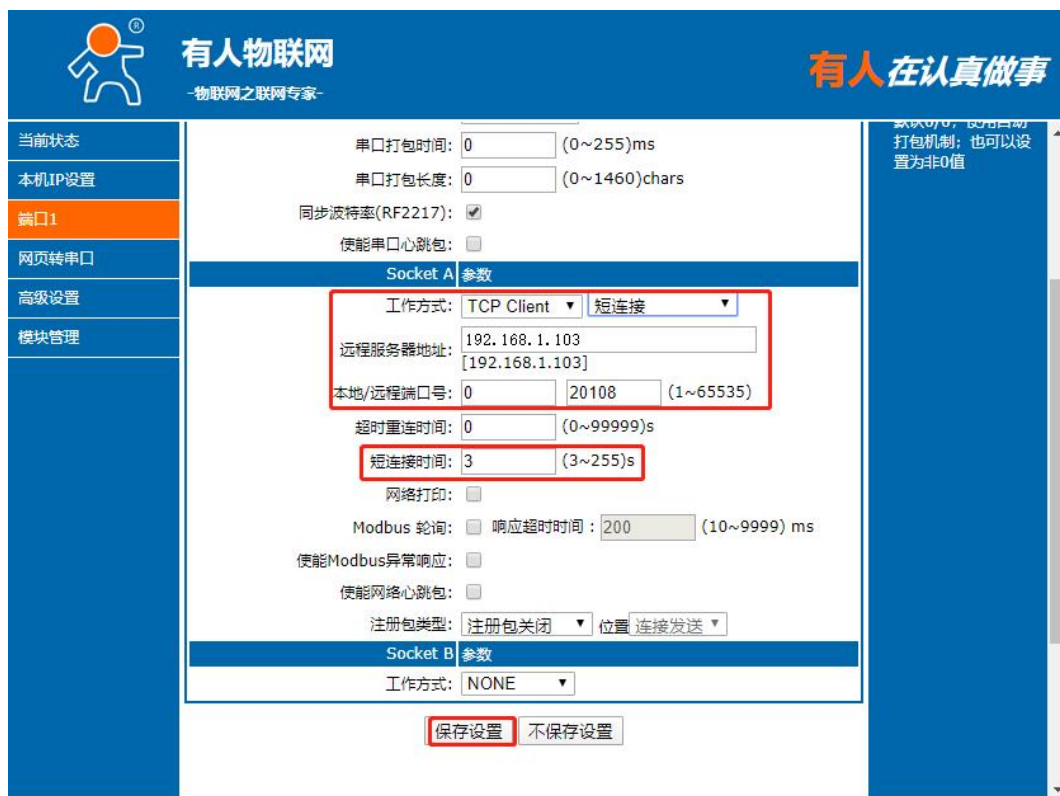 ®
有人物联网
-物联网之联网专家-
有人在认真做事
当前状态
本机IP设置
端口1
网页转串口
高级设置
模块管理
串口打包时间: 0 (0~255)ms
串口打包长度: 0 (0~1460)chars
同步波特率(RF2217):
使能串口心跳包:
Socket A 参数
工作方式: TCP Client 短连接
远程服务器地址: 192.168.1.103
[192.168.1.103]
本地/远程端口号: 0 20108 (1~65535)
超时重连时间: 0 (0~99999)s
短连接时间: 3 (3~255)s
网络打印:
Modbus 轮询: 响应超时时间: 200 (10~9999) ms
使能Modbus异常响应:
使能网络心跳包:
注册包类型: 注册包关闭 位置 连接发送
Socket B 参数
工作方式: NONE
保存设置 不保存设置
打包机制; 也可以设
置为非0值